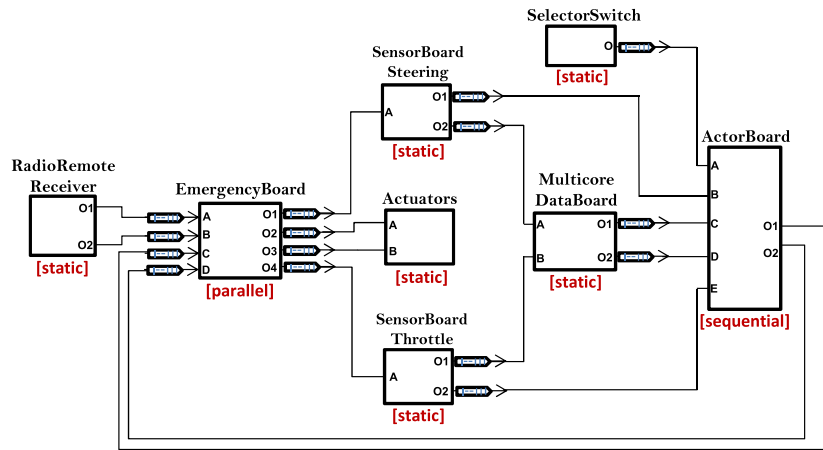 SelectorSwitch
O
[static]
SensorBoard
Steering
A
O1
O2
[static]
ActorBoard
A
B
C
D
E
O1
O2
[sequential]
RadioRemote
Receiver
O1
O2
[static]
EmergencyBoard
A
B
C
D
O1
O2
O3
O4
[parallel]
Actuators
A
B
[static]
Multicore
DataBoard
A
B
O1
O2
[static]
SensorBoard
Throttle
A
O1
O2
[static]